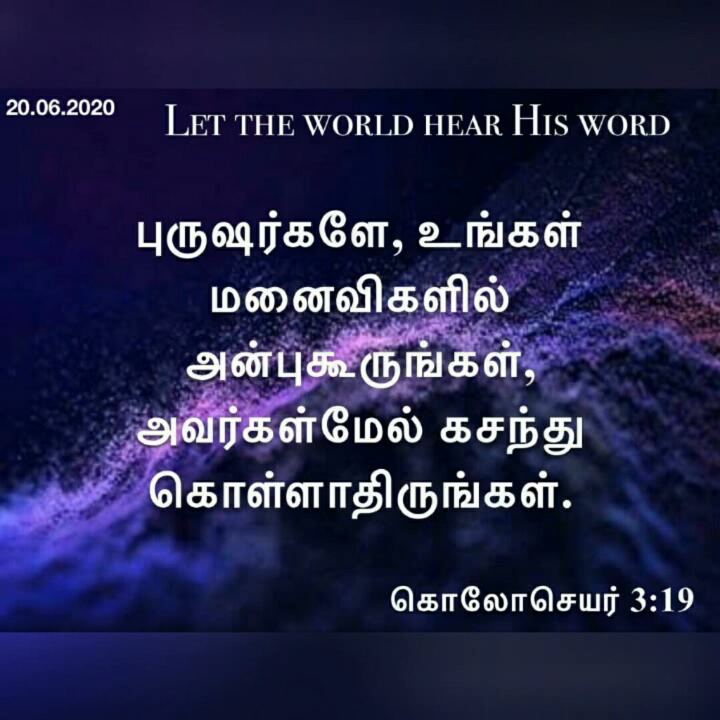 20.06.2020
LET THE WORLD HEAR HIS WORD
புருஷர்களே, உங்கள்
மனைவிகளில்
அன்புகூருங்கள்,
அவர்கள்மேல் கசந்து
கொள்ளாதிருங்கள்.
கொலோசெயர் 3:19